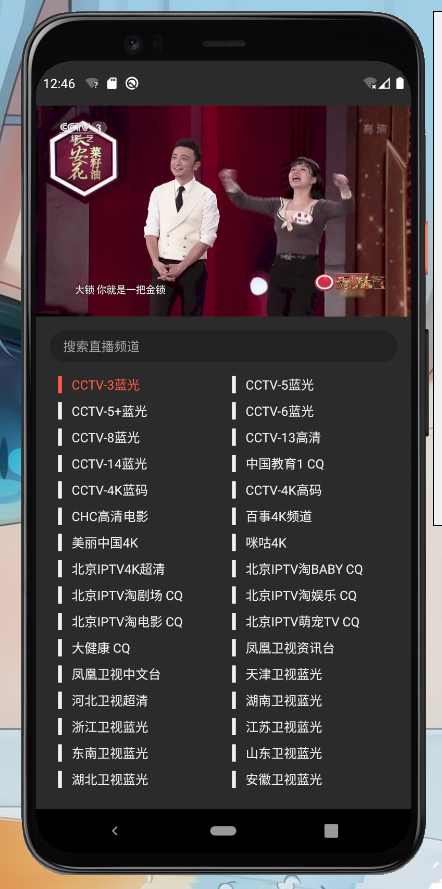 12:46
CCTV 3
综艺
长安花
菜籽油
高清
大锁 你就是一把金锁
搜索直播频道
CCTV-3蓝光
CCTV-5蓝光
CCTV-5+蓝光
CCTV-6蓝光
CCTV-8蓝光
CCTV-13高清
CCTV-14蓝光
中国教育1 CQ
CCTV-4K蓝码
CCTV-4K高码
CHC高清电影
百事4K频道
美丽中国4K
咪咕4K
北京IPTV4K超清
北京IPTV淘BABY CQ
北京IPTV淘剧场 CQ
北京IPTV淘娱乐 CQ
北京IPTV淘电影 CQ
北京IPTV萌宠TV CQ
大健康 CQ
凤凰卫视资讯台
凤凰卫视中文台
天津卫视蓝光
河北卫视超清
湖南卫视蓝光
浙江卫视蓝光
江苏卫视蓝光
东南卫视蓝光
山东卫视蓝光
湖北卫视蓝光
安徽卫视蓝光